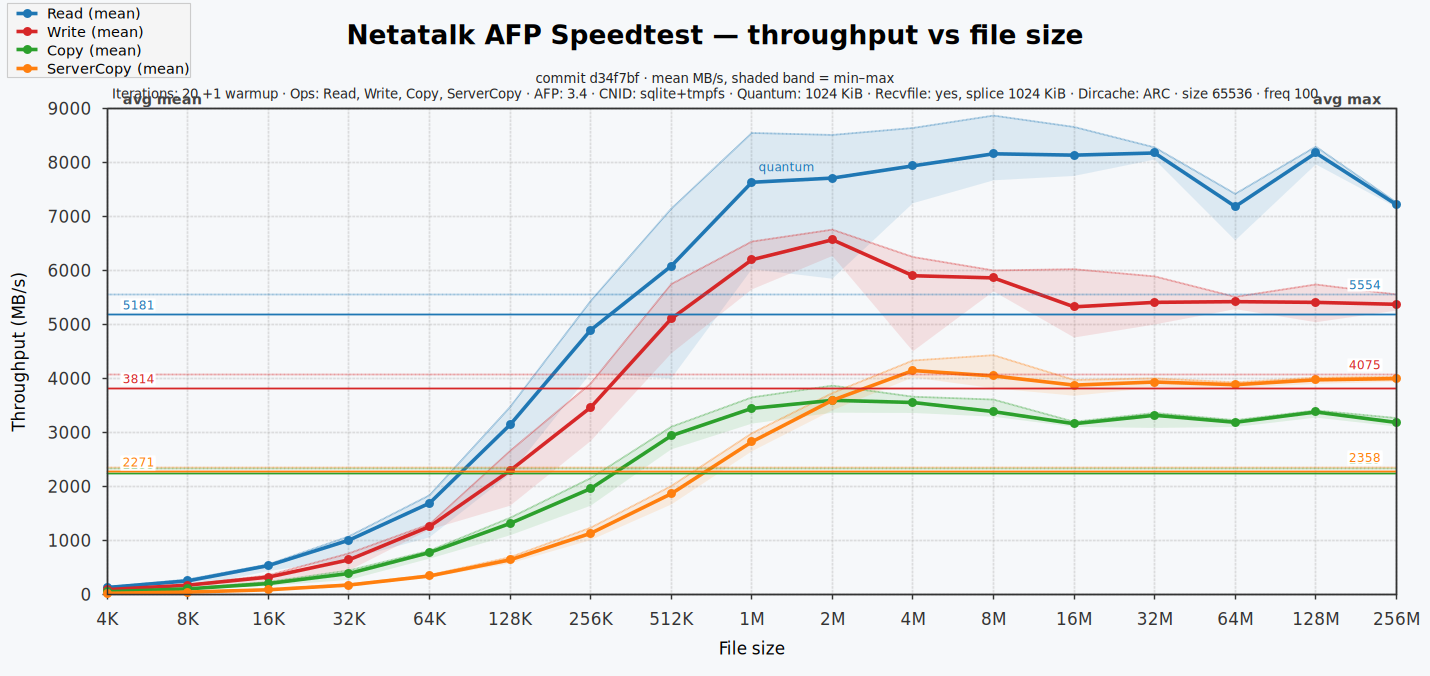 Read (mean)
Write (mean)
Copy (mean)
ServerCopy (mean)
Netatalk AFP Speedtest — throughput vs file size
commit d34f7bf · mean MB/s, shaded band = min–max
Iterations: 20 +1 warmup · Ops: Read, Write, Copy, ServerCopy · AFP: 3.4 · CNID: sqlite+tmpfs · Quantum: 1024 KiB · Recvfile: yes, splice 1024 KiB · Dircache: ARC · size 65536 · freq 100
avg mean
avg max
9000
8000
7000
6000
5000
4000
3000
2000
1000
0
Throughput (MB/s)
quantum
5181
5554
3814
4075
2271
2358
4K 8K 16K 32K 64K 128K 256K 512K 1M 2M 4M 8M 16M 32M 64M 128M 256M
File size